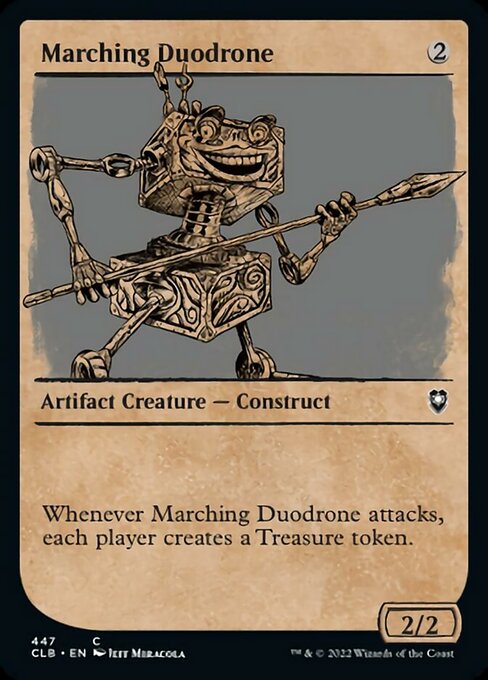 Marching Duodrone 2
Artifact Creature — Construct
Whenever Marching Duodrone attacks,
each player creates a Treasure token.
2/2
447 C
CLB • EN Jeff Miracola
™ & © 2022 Wizards of the Coast